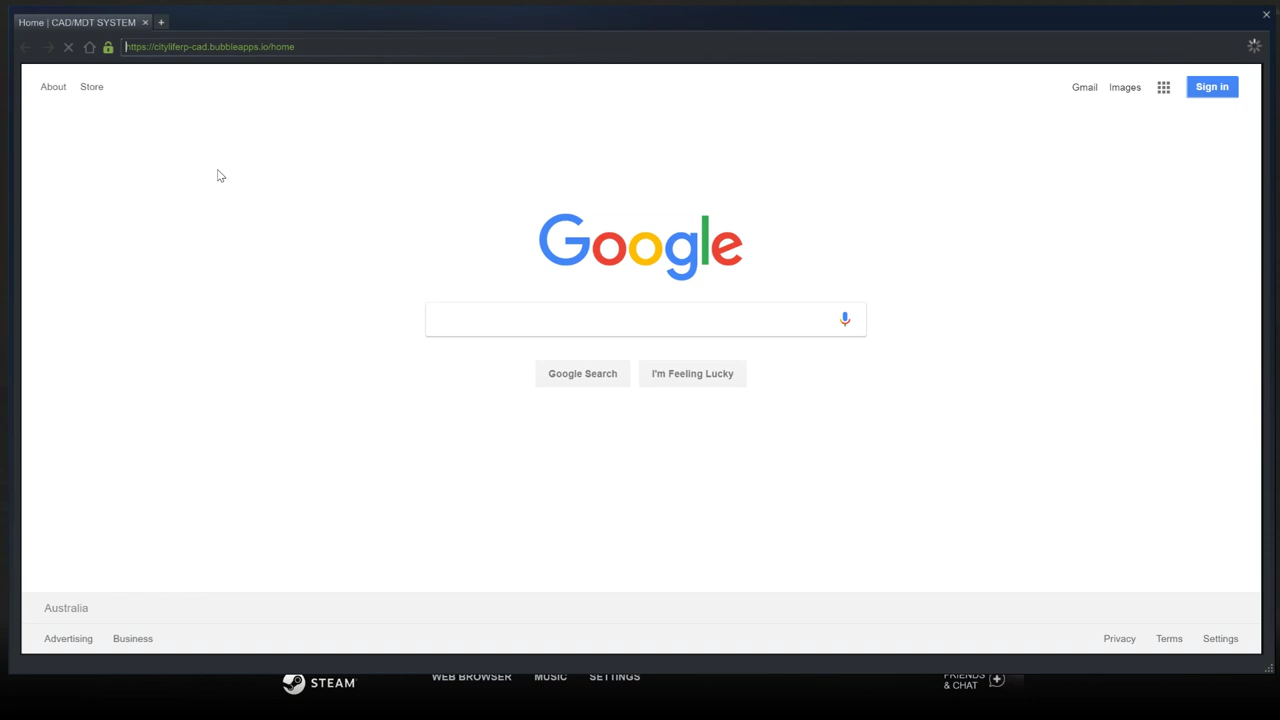 Home | CAD/MDT SYSTEM
https://cityliferp-cad.bubbleapps.io/home
About Store
Gmail Images Sign in
Google
Google Search I'm Feeling Lucky
Australia
Advertising Business
Privacy Terms Settings
STEAM
WEB BROWSER MUSIC SETTINGS
FRIENDS
& CHAT